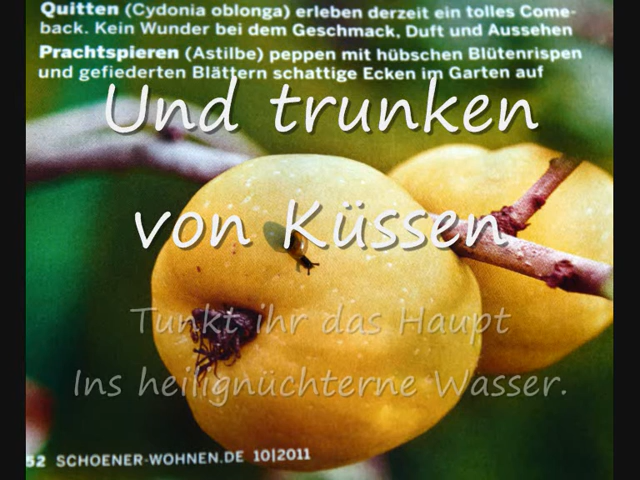 Quitten (Cydonia oblonga) erleben derzeit ein tolles Come-
back. Kein Wunder bei dem Geschmack, Duft und Aussehen
Prachtspieren (Astilbe) peppen mit hübschen Blütenrispen
und gefiederten Blättern schattige Ecken im Garten auf
Und trunken
von Küssen
Tunkt ihr das Haupt
Ins heilignüchterne Wasser.
52 SCHOENER-WOHNEN.DE 10|2011